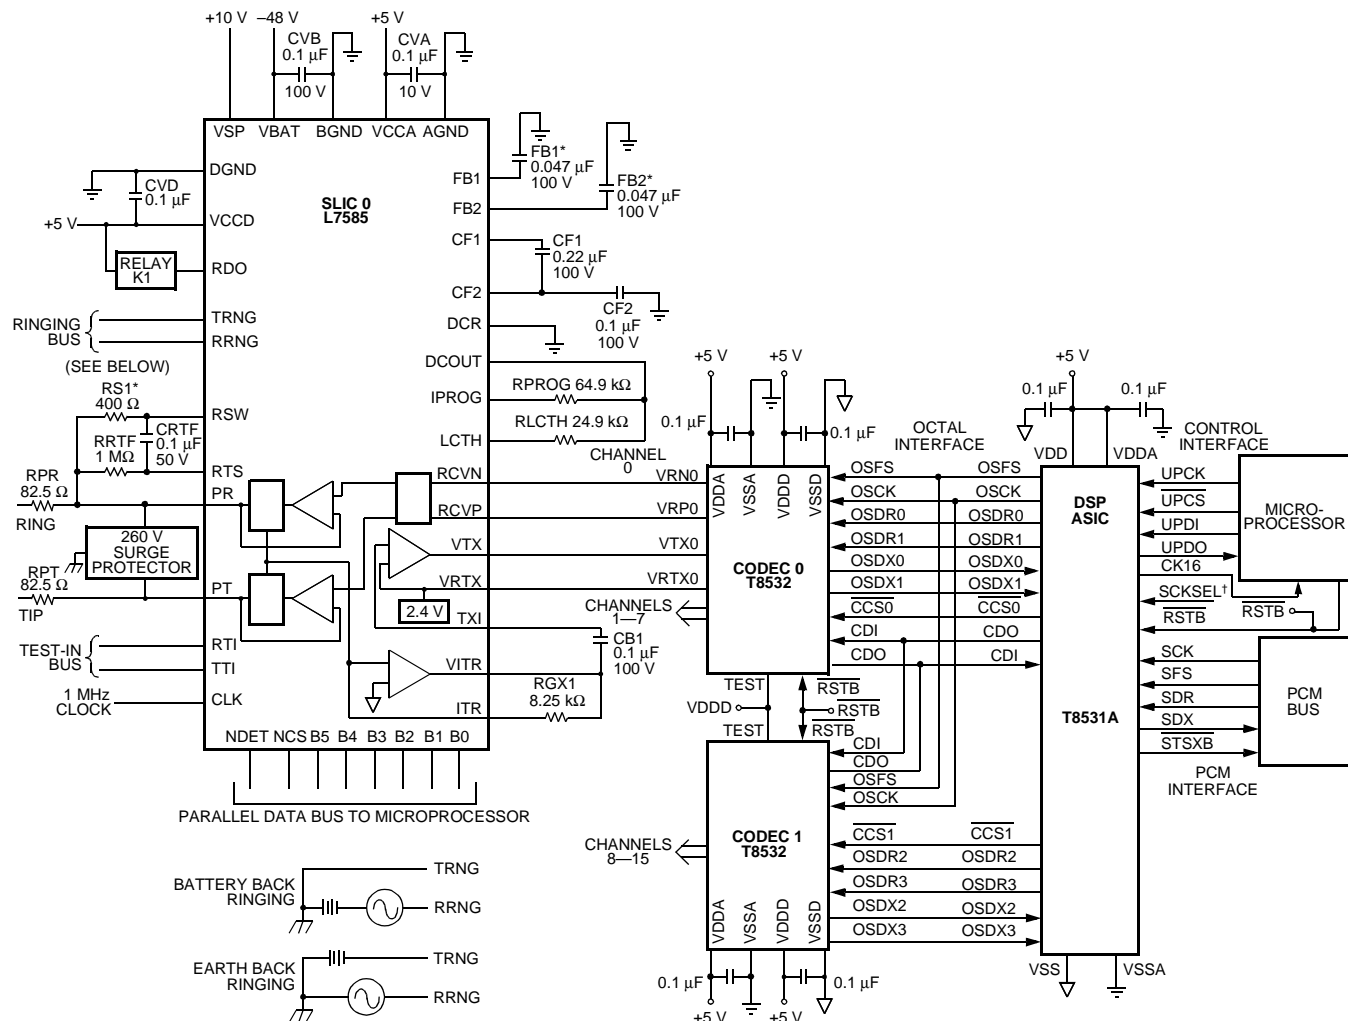 +10 V –48 V +5 V
CVB
0.1 µF
100 V
CVA
0.1 µF
10 V
VSP VBAT BGND VCCA AGND
DGND
CVD
0.1 µF
+5 V
VCCD
RELAY
K1
RDO
RINGING
BUS
TRNG
RRNG
(SEE BELOW)
RS1*
400 Ω
RSW
CRTF
0.1 µF
50 V
RRTF
1 MΩ
RTS
RPR
82.5 Ω
RING
PR
260 V
SURGE
PROTECTOR
RPT
82.5 Ω
TIP
PT
TEST-IN
BUS
RTI
TTI
1 MHz
CLOCK
CLK
SLIC 0
L7585
FB1
FB1*
0.047 µF
100 V
FB2
FB2*
0.047 µF
100 V
CF1
CF1
0.22 µF
100 V
CF2
CF2
0.1 µF
100 V
DCR
DCOUT
IPROG
RPROG 64.9 kΩ
LCTH
RLCTH 24.9 kΩ
CHANNEL
0
RCVN
VRN0
RCVP
VRP0
VTX
VTX0
VRTX
VRTX0
2.4 V
TXI
CB1
0.1 µF
100 V
VITR
RGX1
8.25 kΩ
ITR
NDET NCS B5 B4 B3 B2 B1 B0
PARALLEL DATA BUS TO MICROPROCESSOR
BATTERY BACK
RINGING
TRNG
RRNG
EARTH BACK
RINGING
TRNG
RRNG
+5 V +5 V
0.1 µF
0.1 µF
VDDA VSSA VDDD VSSD
CODEC 0
T8532
CHANNELS
1—7
OCTAL
INTERFACE
OSFS OSFS
OSCK OSCK
OSDR0 OSDR0
OSDR1 OSDR1
OSDX0 OSDX0
OSDX1 OSDX1
CCS0 CCS0
CDI CDO
CDO CDI
TEST
RSTB
VDDD
RSTB
TEST
RSTB
CDI
CDO
OSFS
OSCK
CODEC 1
T8532
CHANNELS
8—15
CCS1 CCS1
OSDR2 OSDR2
OSDR3 OSDR3
OSDX2 OSDX2
OSDX3 OSDX3
VDDA VSSA VDDD VSSD
0.1 µF
0.1 µF
+5 V +5 V
+5 V
0.1 µF
0.1 µF
VDD VDDA
DSP
ASIC
T8531A
VSS VSSA
CONTROL
INTERFACE
UPCK
UPCS
UPDI
UPDO
CK16
SCKSEL†
RSTB
RSTB
MICRO-
PROCESSOR
SCK
SFS
SDR
SDX
STSXB
PCM
BUS
PCM
INTERFACE